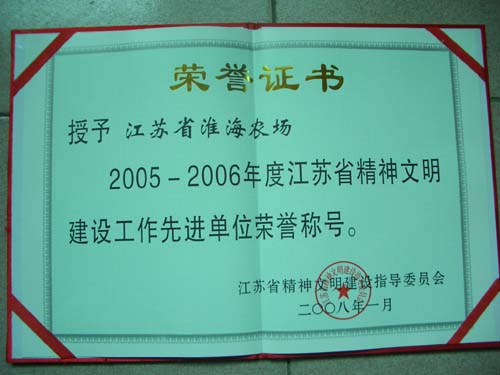 荣誉证书
授予 江苏省淮海农场
2005－2006年度江苏省精神文明
建设工作先进单位荣誉称号。
江苏省精神文明建设指导委员会
二〇〇八年一月